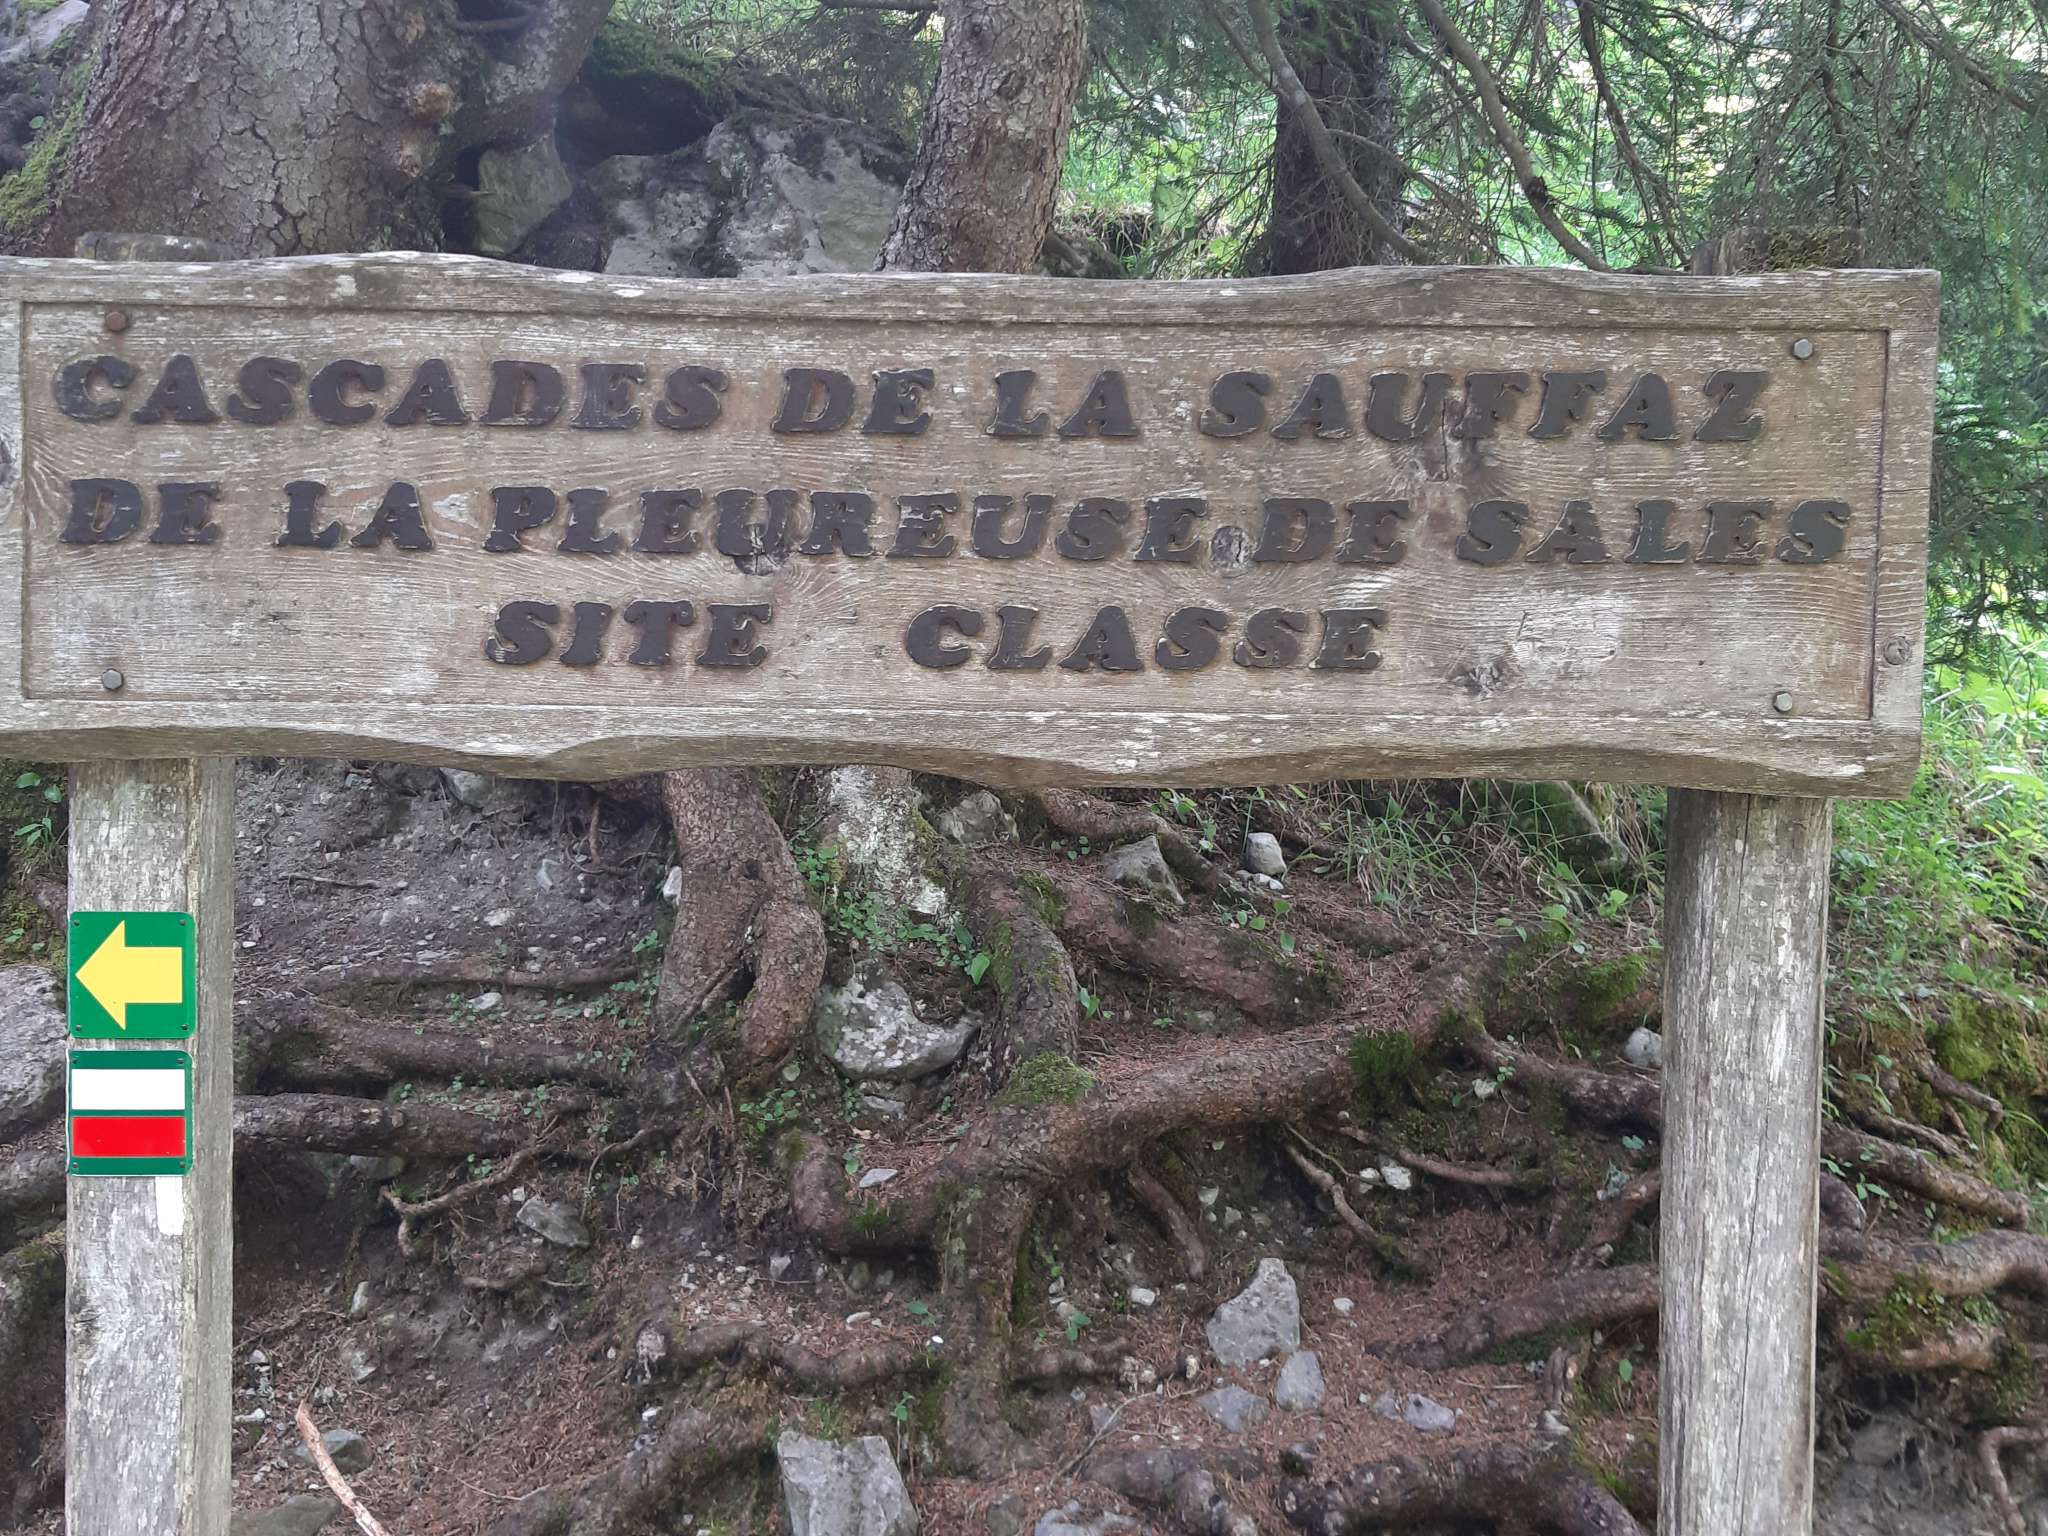 CASCADES DE LA SAUFFAZ
DE LA PLEUREUSE DE SALES
SITE CLASSE